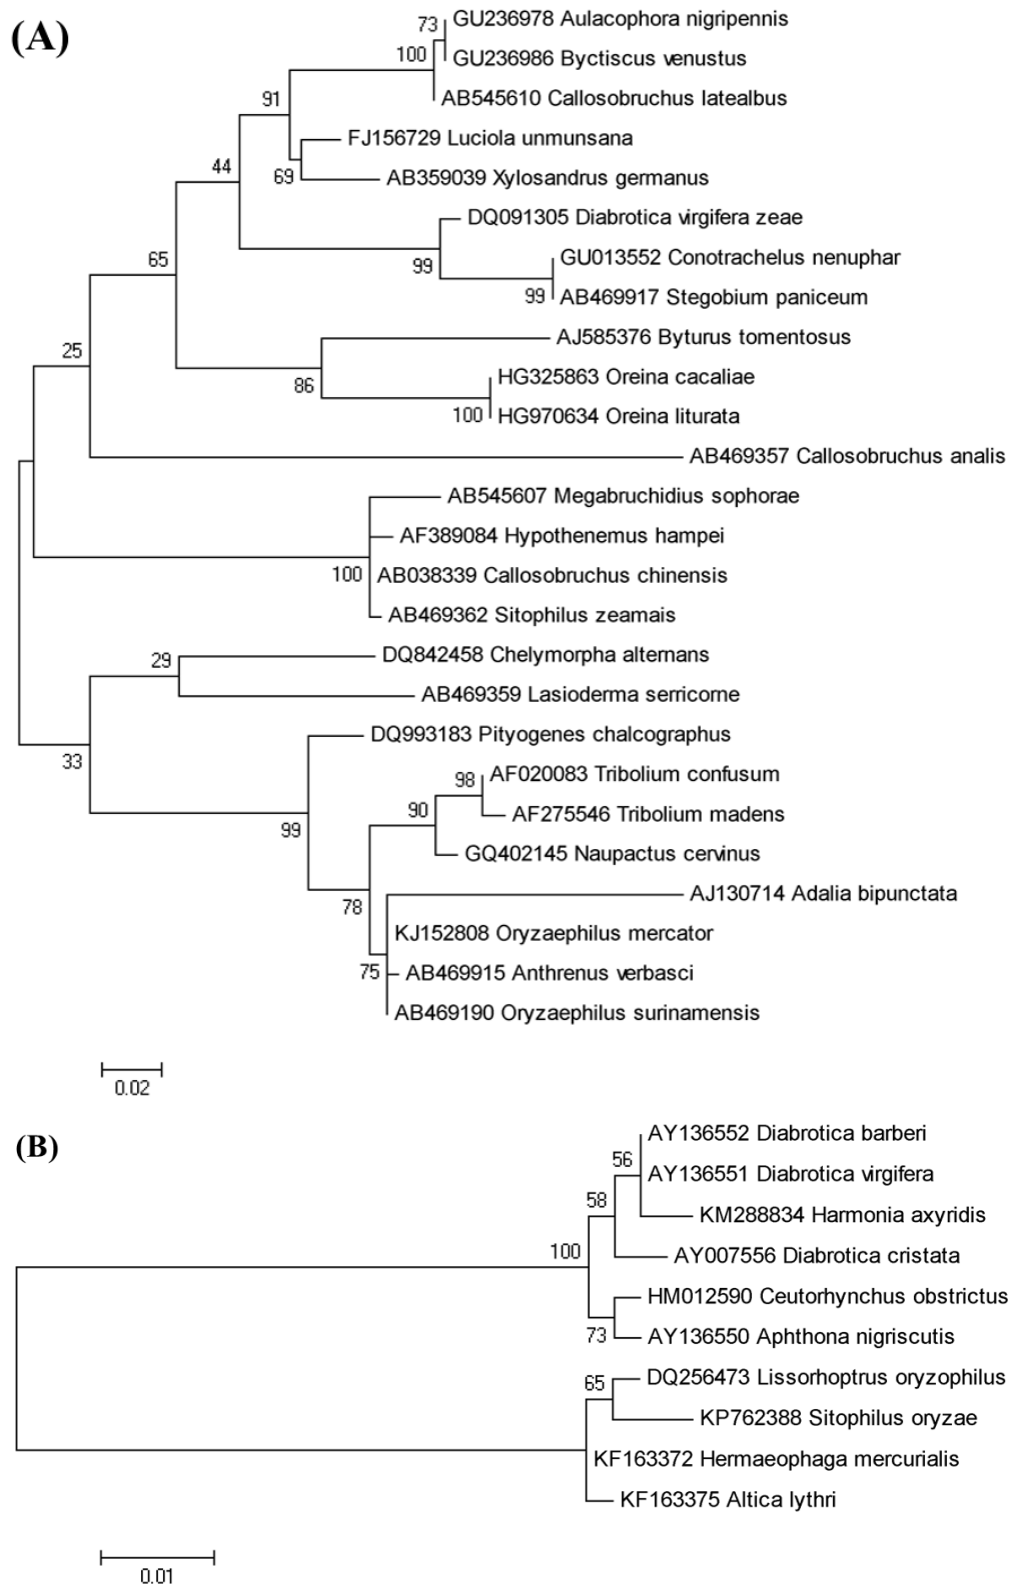 (A)
73
GU236978 Aulacophora nigripennis
100
GU236986 Byctiscus venustus
AB545610 Callosobruchus latealbus
91
FJ156729 Luciola unmunsana
69
AB359039 Xylosandrus germanus
44
DQ091305 Diabrotica virgifera zeae
99
GU013552 Conotrachelus nenuphar
99
AB469917 Stegobium paniceum
65
AJ585376 Byturus tomentosus
86
HG325863 Oreina cacaliae
100
HG970634 Oreina liturata
25
AB469357 Callosobruchus analis
AB545607 Megabruchidius sophorae
AF389084 Hypothenemus hampei
100
AB038339 Callosobruchus chinensis
AB469362 Sitophilus zeamais
29
DQ842458 Chelymorpha alternans
AB469359 Lasioderma serricorne
33
DQ993183 Pityogenes chalcographus
99
98
AF020083 Tribolium confusum
90
AF275546 Tribolium madens
GQ402145 Naupactus cervinus
78
AJ130714 Adalia bipunctata
KJ152808 Oryzaephilus mercator
75
AB469915 Anthrenus verbasci
AB469190 Oryzaephilus surinamensis
0.02
(B)
AY136552 Diabrotica barberi
56
AY136551 Diabrotica virgifera
58
KM288834 Harmonia axyridis
100
AY007556 Diabrotica cristata
HM012590 Ceutorhynchus obstrictus
73
AY136550 Aphthona nigriscutis
65
DQ256473 Lissorhoptrus oryzophilus
KP762388 Sitophilus oryzae
KF163372 Hermaeophaga mercurialis
KF163375 Altica lythri
0.01